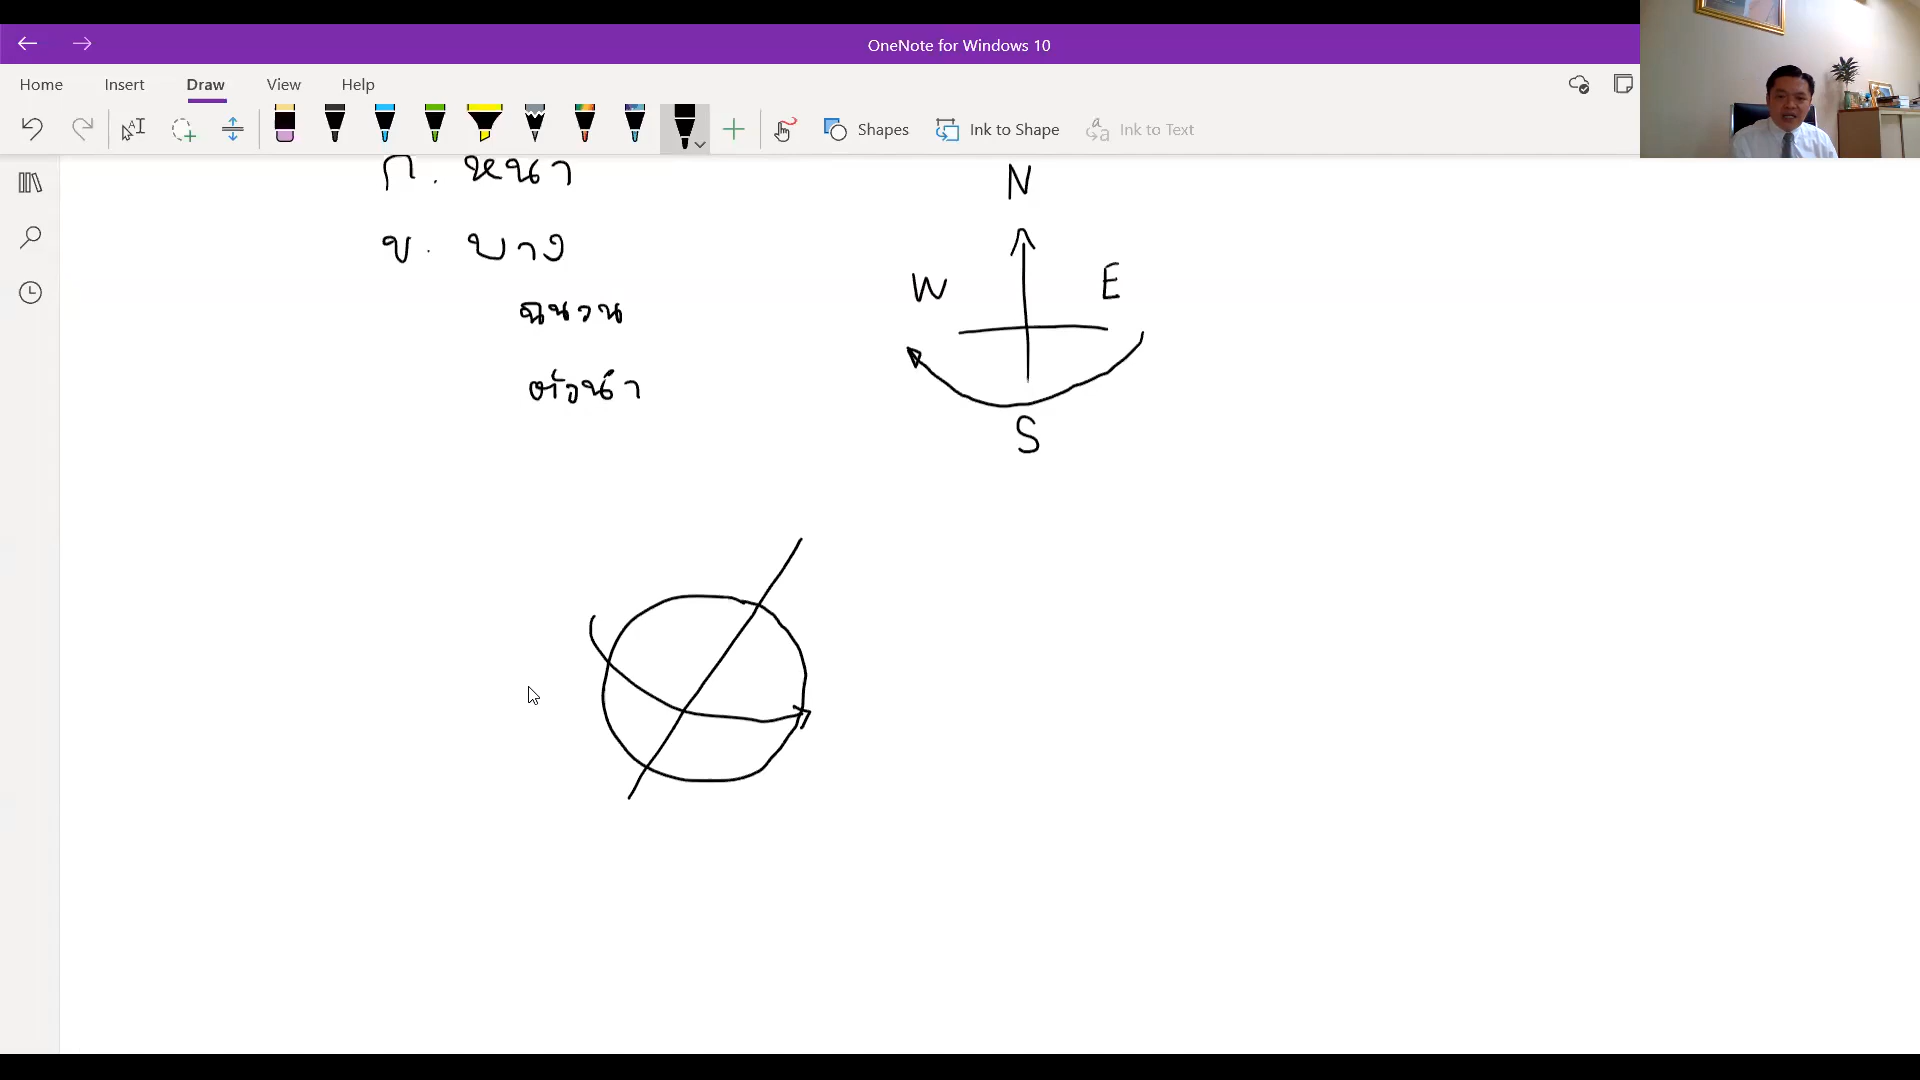 OneNote for Windows 10
Home Insert Draw View Help
Shapes Ink to Shape Ink to Text
ก. หนา
ข. บาง
ฉนวน
ตัวนำ
N
W E
S